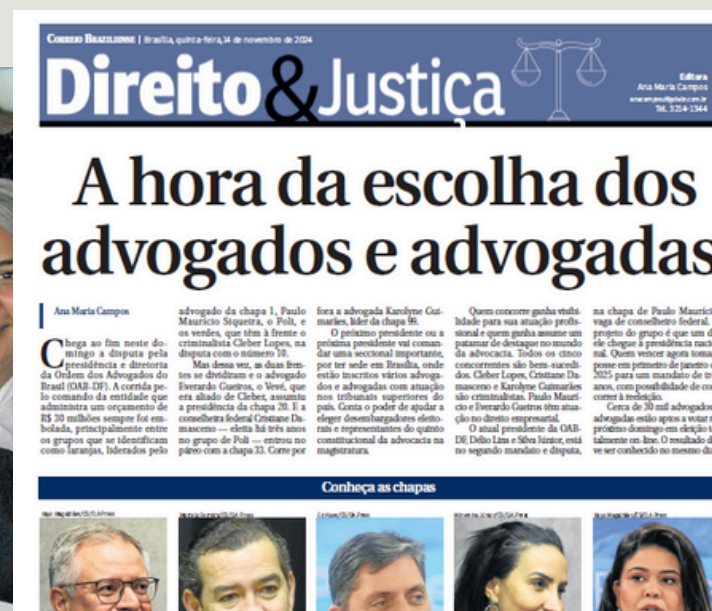 CORREIO BRAZILIENSE | Brasília, quinta-feira, 14 de novembro de 2024
Direito&Justiça
Editora
Ana Maria Campos
Tel. 3214-1344
A hora da escolha dos
advogados e advogadas
Ana Maria Campos
Chega ao fim neste do-
mingo a disputa pela
presidência e diretoria
da Ordem dos Advogados do
Brasil (OAB-DF). A corrida pe-
lo comando da entidade que
administra um orçamento de
R$ 30 milhões sempre foi em-
bolada, principalmente entre
os grupos que se identificam
como laranjas, liderados pelo
advogado da chapa 1, Paulo
Maurício Siqueira, o Poli, e
os verdes, que têm à frente o
criminalista Cleber Lopes, na
disputa com o número 10.
Mas dessa vez, as duas fren-
tes se dividiram e o advogado
Everardo Gueiros, o Vevé, que
era aliado de Cleber, assumiu
a presidência da chapa 20. E a
conselheira federal Cristiane Da-
masceno — eleita há três anos
no grupo de Poli — entrou no
páreo com a chapa 33. Corre por
fora a advogada Karolyne Gui-
marães, líder da chapa 99.
O próximo presidente ou a
próxima presidente vai coman-
dar uma seccional importante,
por ter sede em Brasília, onde
estão inscritos vários advoga-
dos e advogadas com atuação
nos tribunais superiores do
país. Conta o poder de ajudar a
eleger desembargadores eleito-
rais e representantes do quinto
constitucional da advocacia na
magistratura.
Quem concorre ganha visibi-
lidade para sua atuação profis-
sional e quem ganha assume um
patamar de destaque no mundo
da advocacia. Todos os cinco
concorrentes são bem-sucedi-
dos. Cleber Lopes, Cristiane Da-
masceno e Karolyne Guimarães
são criminalistas. Paulo Maurí-
cio e Everardo Gueiros têm atua-
ção no direito empresarial.
O atual presidente da OAB-
DF, Délio Lins e Silva Júnior, está
no segundo mandato e disputa,
na chapa de Paulo Mauríci
vaga de conselheiro federal.
projeto do grupo é que um d
ele chegue à presidência nacio
nal. Quem vencer agora toma
posse em primeiro de janeiro
2025 para um mandato de tr
anos, com possibilidade de co
correr à reeleição.
Cerca de 30 mil advogados
advogadas estão aptos a votar
próximo domingo em eleição t
talmente on-line. O resultado d
ve ser conhecido no mesmo di
Conheça as chapas